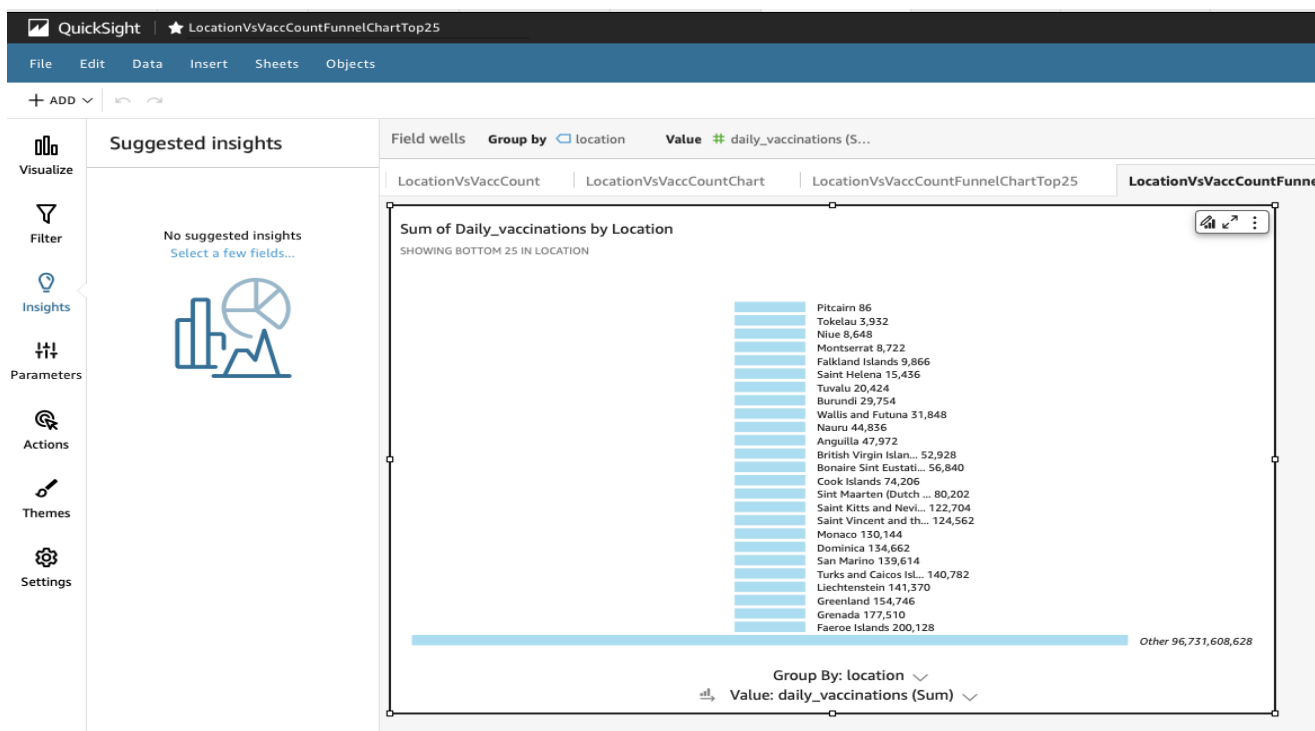 QuickSight LocationVsVaccCountFunnelChartTop25
File Edit Data Insert Sheets Objects
ADD
Visualize
Filter
Insights
Parameters
Actions
Themes
Settings
Suggested insights
No suggested insights
Select a few fields...
Field wells Group by location Value # daily_vaccinations (S...
LocationVsVaccCount LocationVsVaccCountChart LocationVsVaccCountFunnelChartTop25 LocationVsVaccCountFunne
Sum of Daily_vaccinations by Location
SHOWING BOTTOM 25 IN LOCATION
Pitcairn 86
Tokelau 3,932
Niue 8,648
Montserrat 8,722
Falkland Islands 9,866
Saint Helena 15,436
Tuvalu 20,424
Burundi 29,754
Wallis and Futuna 31,848
Nauru 44,836
Anguilla 47,972
British Virgin Islan... 52,928
Bonaire Sint Eustati... 56,840
Cook Islands 74,206
Sint Maarten (Dutch ... 80,202
Saint Kitts and Nevi... 122,704
Saint Vincent and th... 124,562
Monaco 130,144
Dominica 134,662
San Marino 139,614
Turks and Caicos Isl... 140,782
Liechtenstein 141,370
Greenland 154,746
Grenada 177,510
Faeroe Islands 200,128
Other 96,731,608,628
Group By: location
Value: daily_vaccinations (Sum)